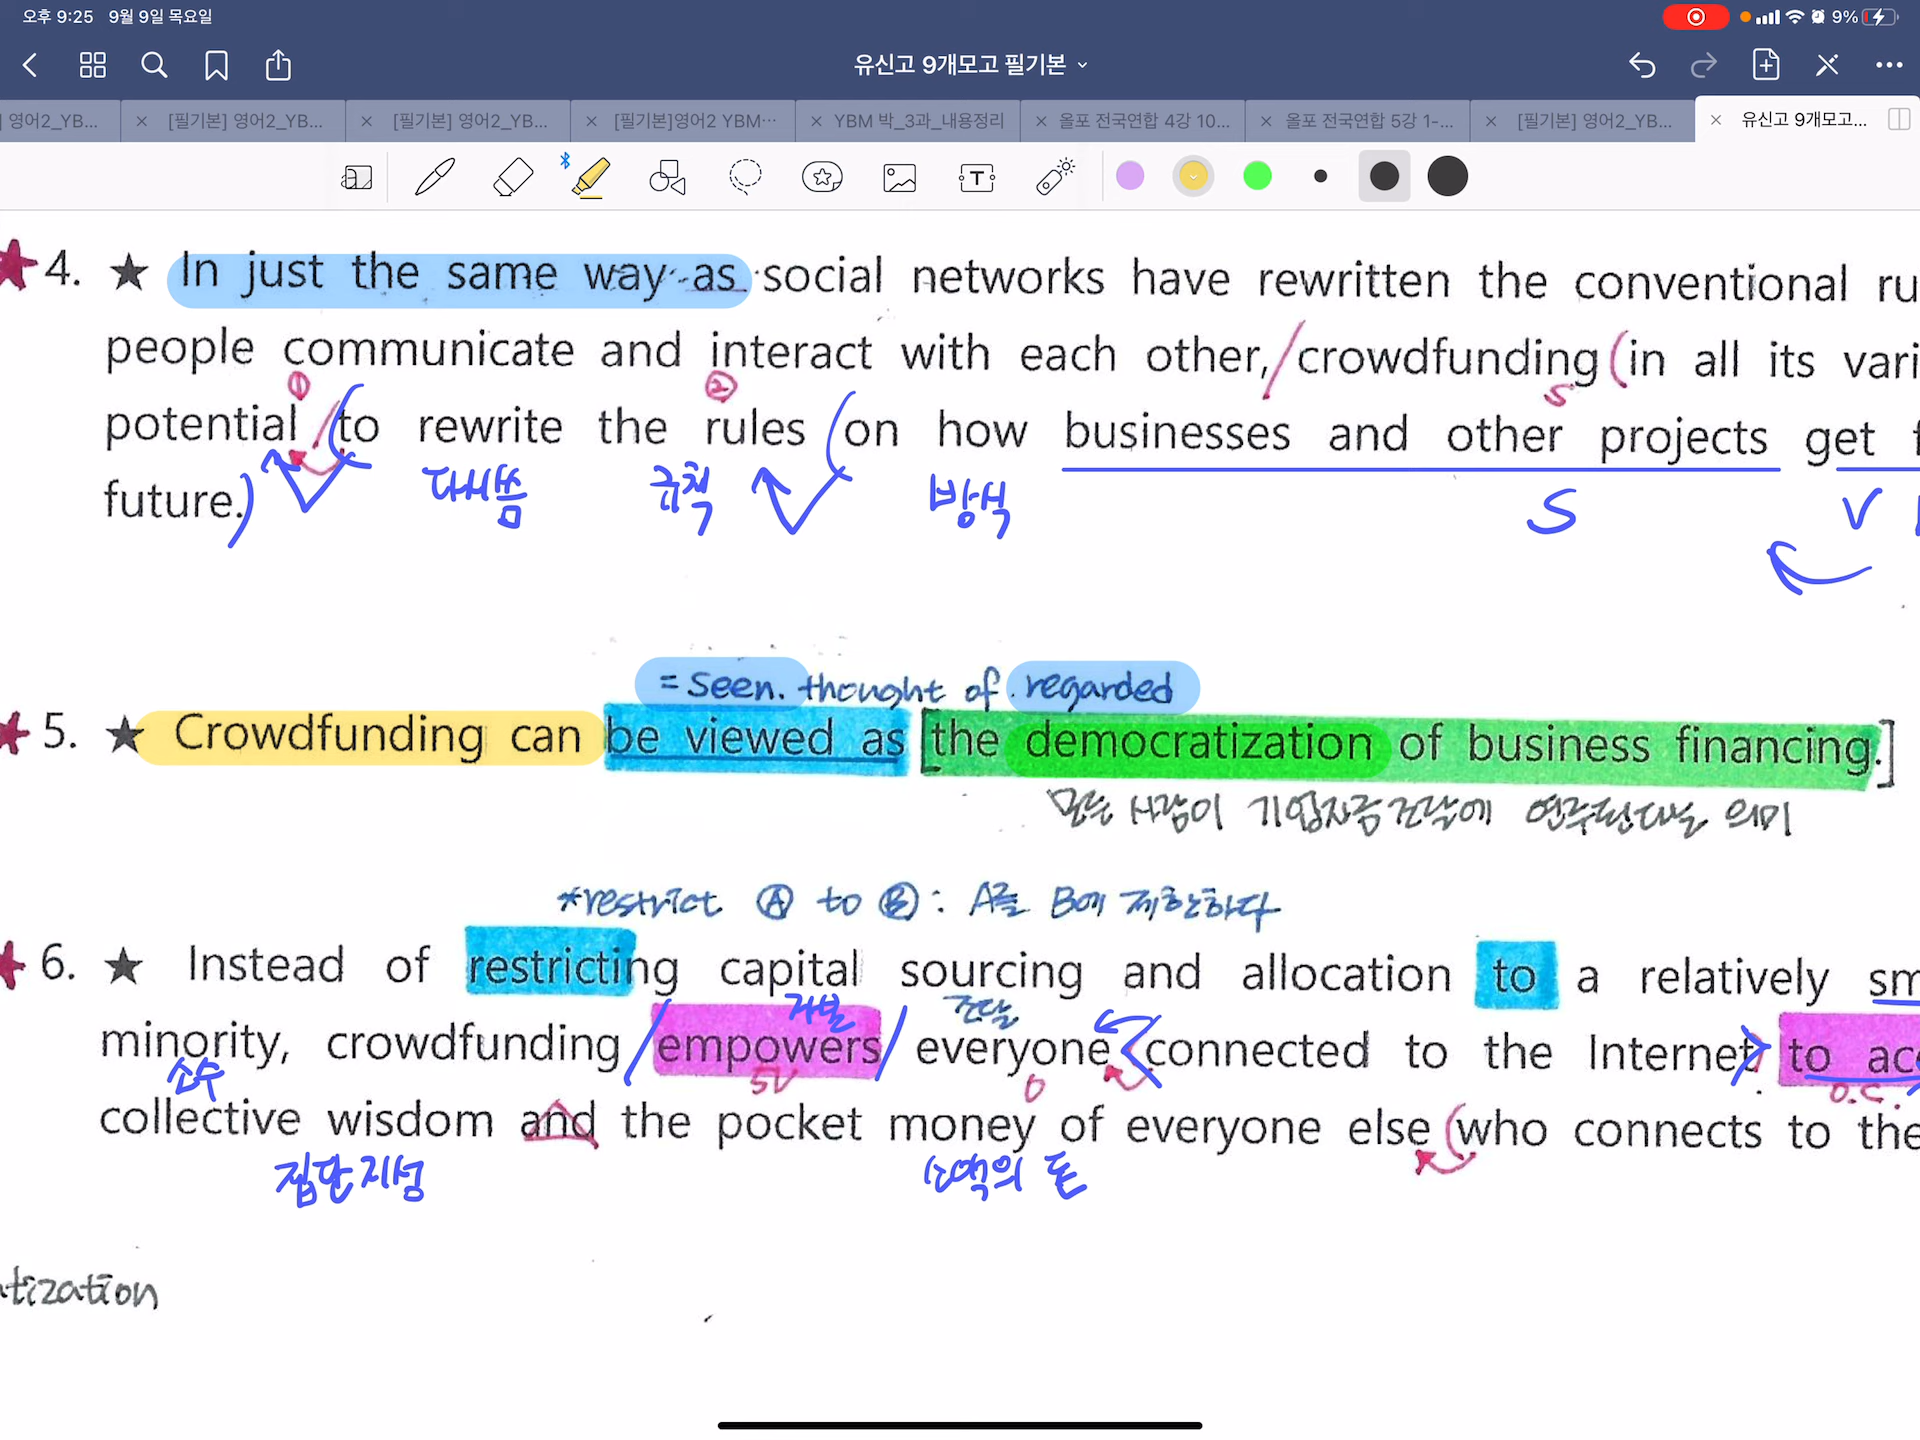 오후 9:25 9월 9일 목요일 9%
유신고 9개모고 필기본
영어2_YB... × [필기본] 영어2_YB... × [필기본] 영어2_YB... × [필기본]영어2 YBM... × YBM 박_3과_내용정리 × 올포 전국연합 4강 10... × 올포 전국연합 5강 1-... × [필기본] 영어2_YB... × 유신고 9개모고...
★4. ★ In just the same way as social networks have rewritten the conventional ru
people communicate and interact with each other, / crowdfunding (in all its vari
① ② S
potential / (to rewrite the rules (on how businesses and other projects get f
다시씀 규칙 방식 S V
future.)
= seen. thought of. regarded
★5. ★ Crowdfunding can be viewed as [the democratization of business financing.]
모든 사람이 기업자금조달에 연루된다는 의미
*restrict Ⓐ to Ⓑ: A를 B에 제한하다
★6. ★ Instead of restricting capital sourcing and allocation to a relatively sm
자본 조달
minority, crowdfunding / empowers / everyone <connected to the Internet> to ac
소수 5V O O.C.
collective wisdom and the pocket money of everyone else (who connects to the
집단지성 소액의 돈
tization